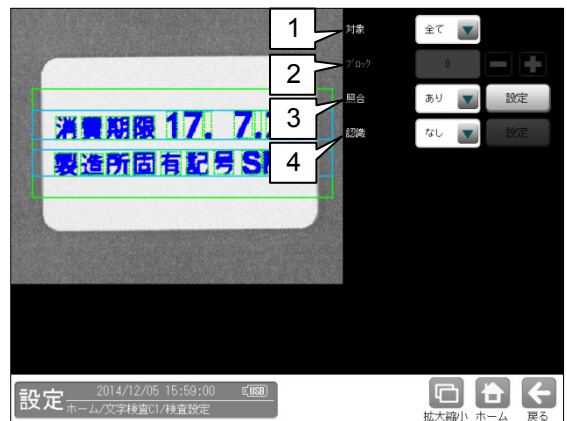 1
対象
全て
2
ブロック
0
3
照合
あり
設定
4
認識
なし
設定
消費期限 17. 7.
製造所固有記号S
設定
2014/12/05 15:59:00
USB
ホーム/文字検査C1/検査設定
拡大縮小
ホーム
戻る